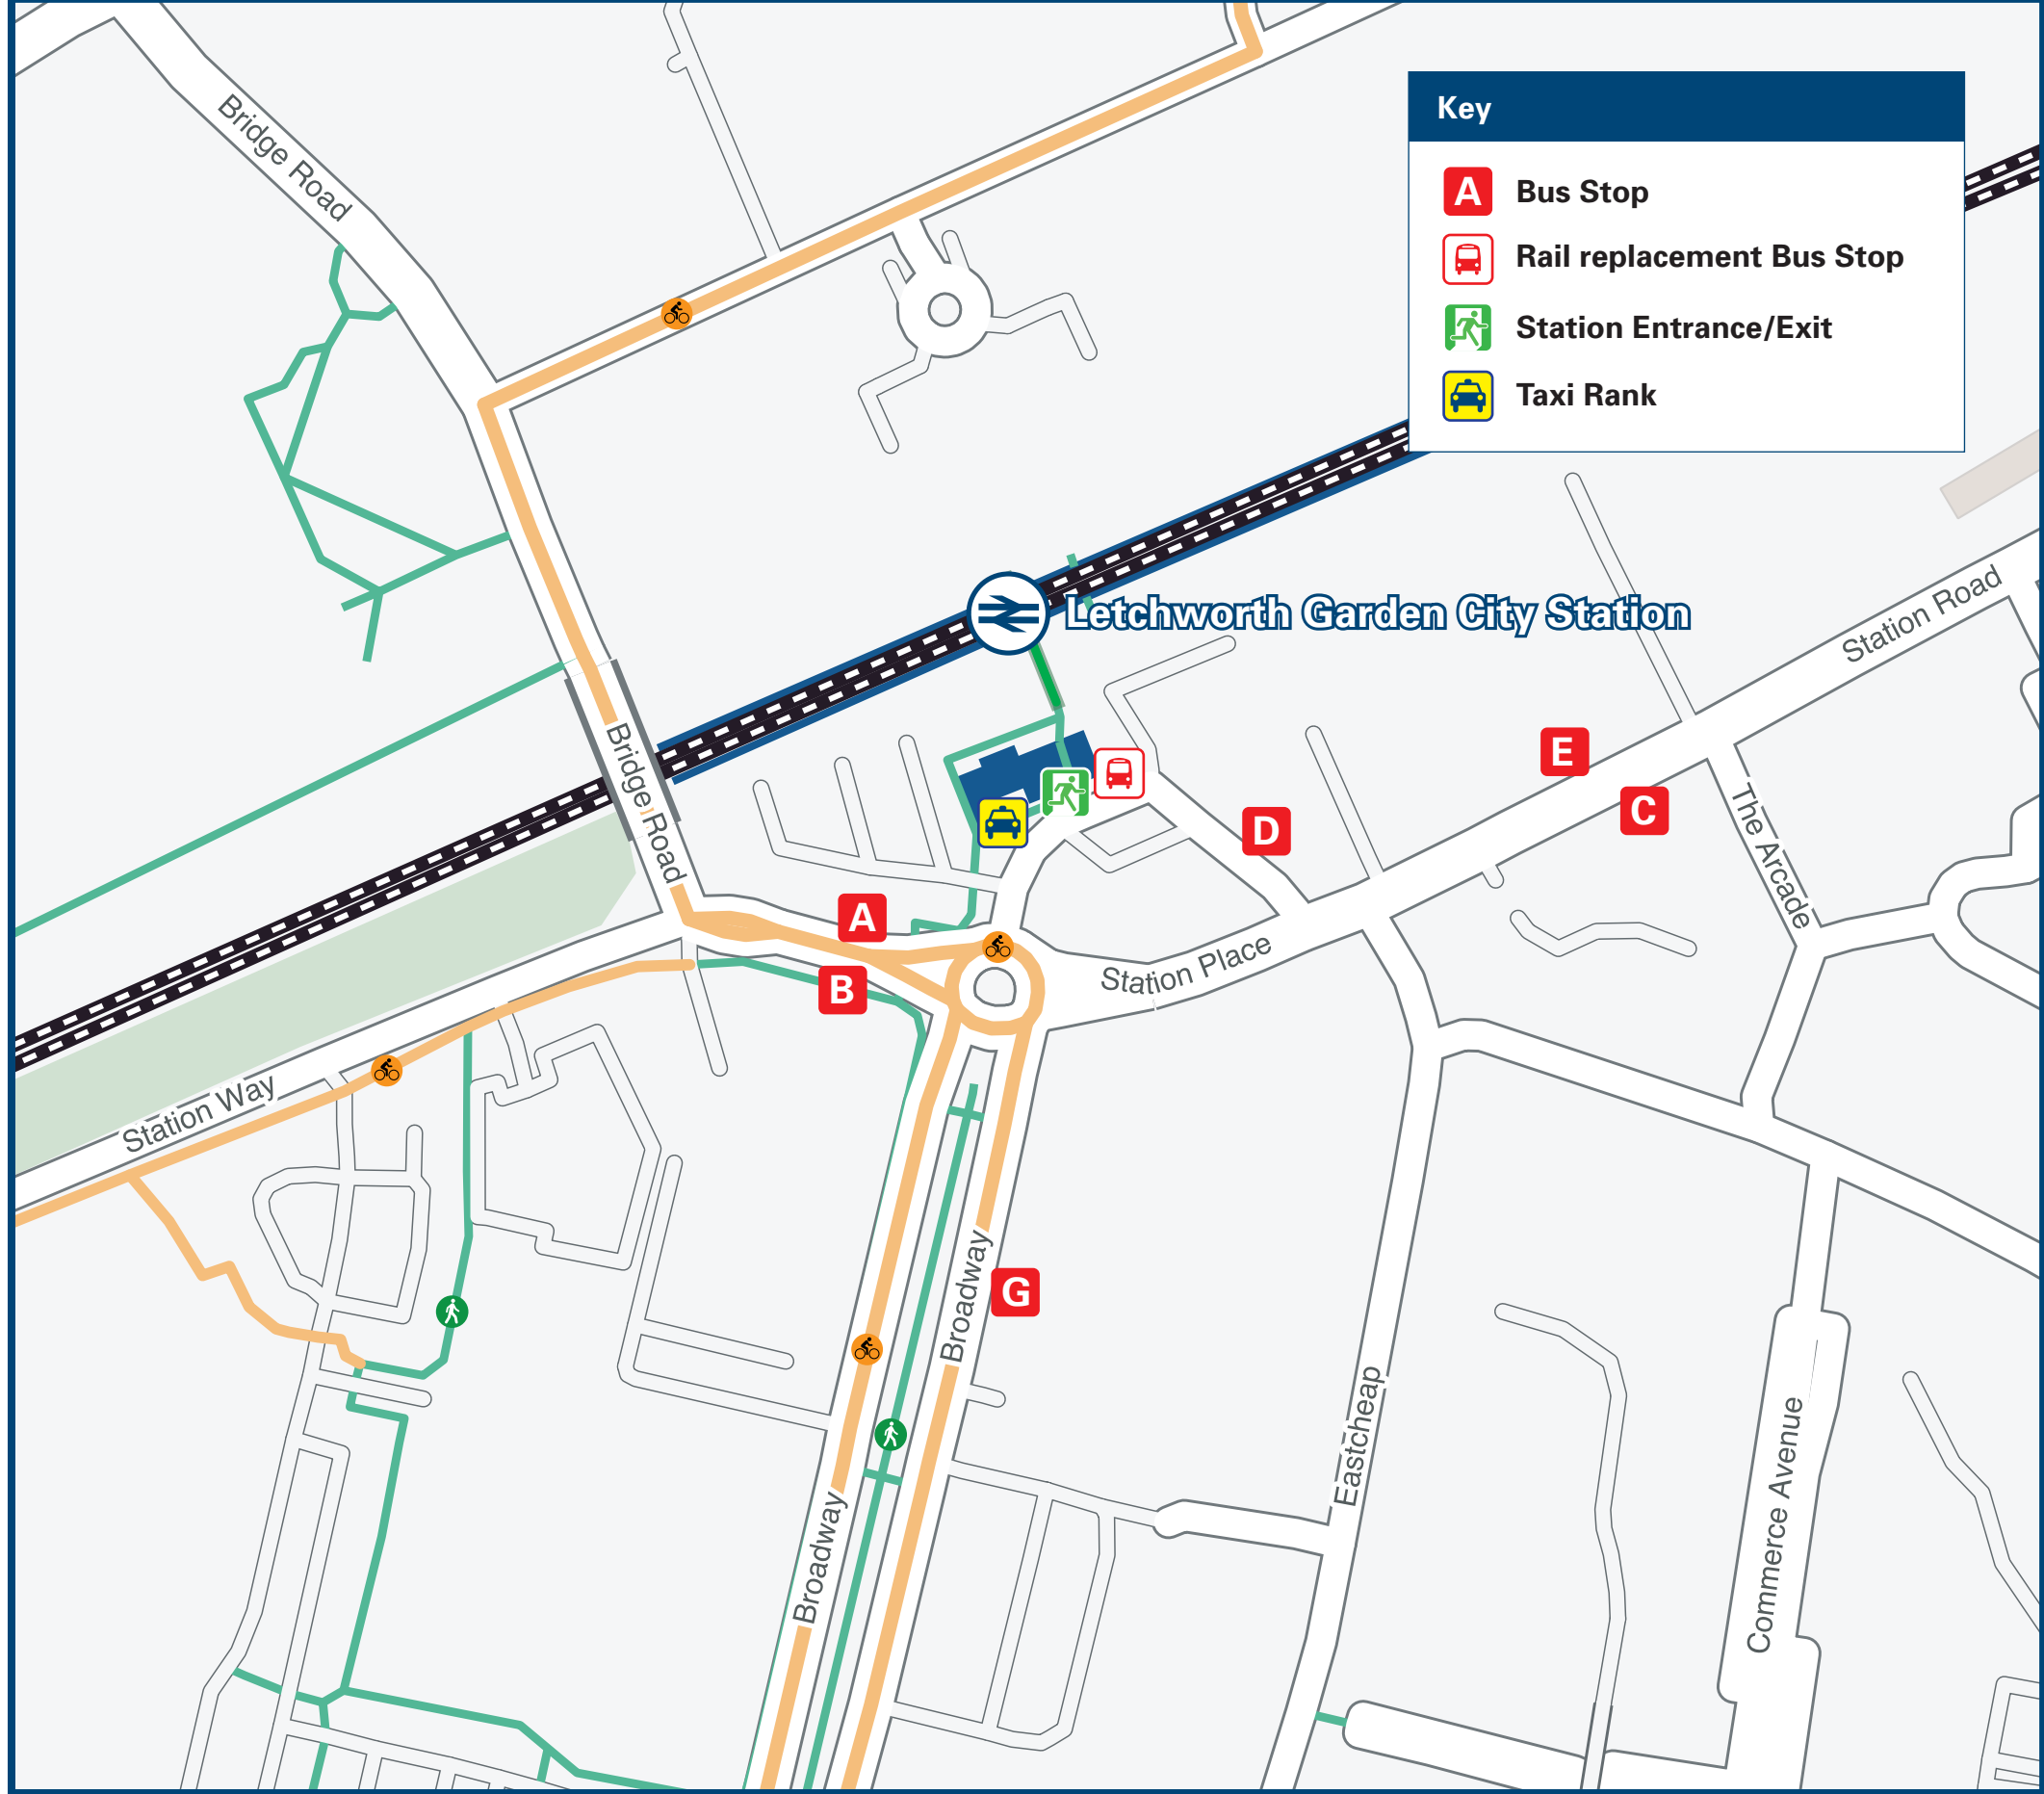 Key
A Bus Stop
Rail replacement Bus Stop
Station Entrance/Exit
Taxi Rank
Bridge Road
Letchworth Garden City Station
Station Road
Bridge Road
E
C
D
The Arcade
A
B
Station Place
Station Way
Broadway
G
Eastcheap
Commerce Avenue
Broadway